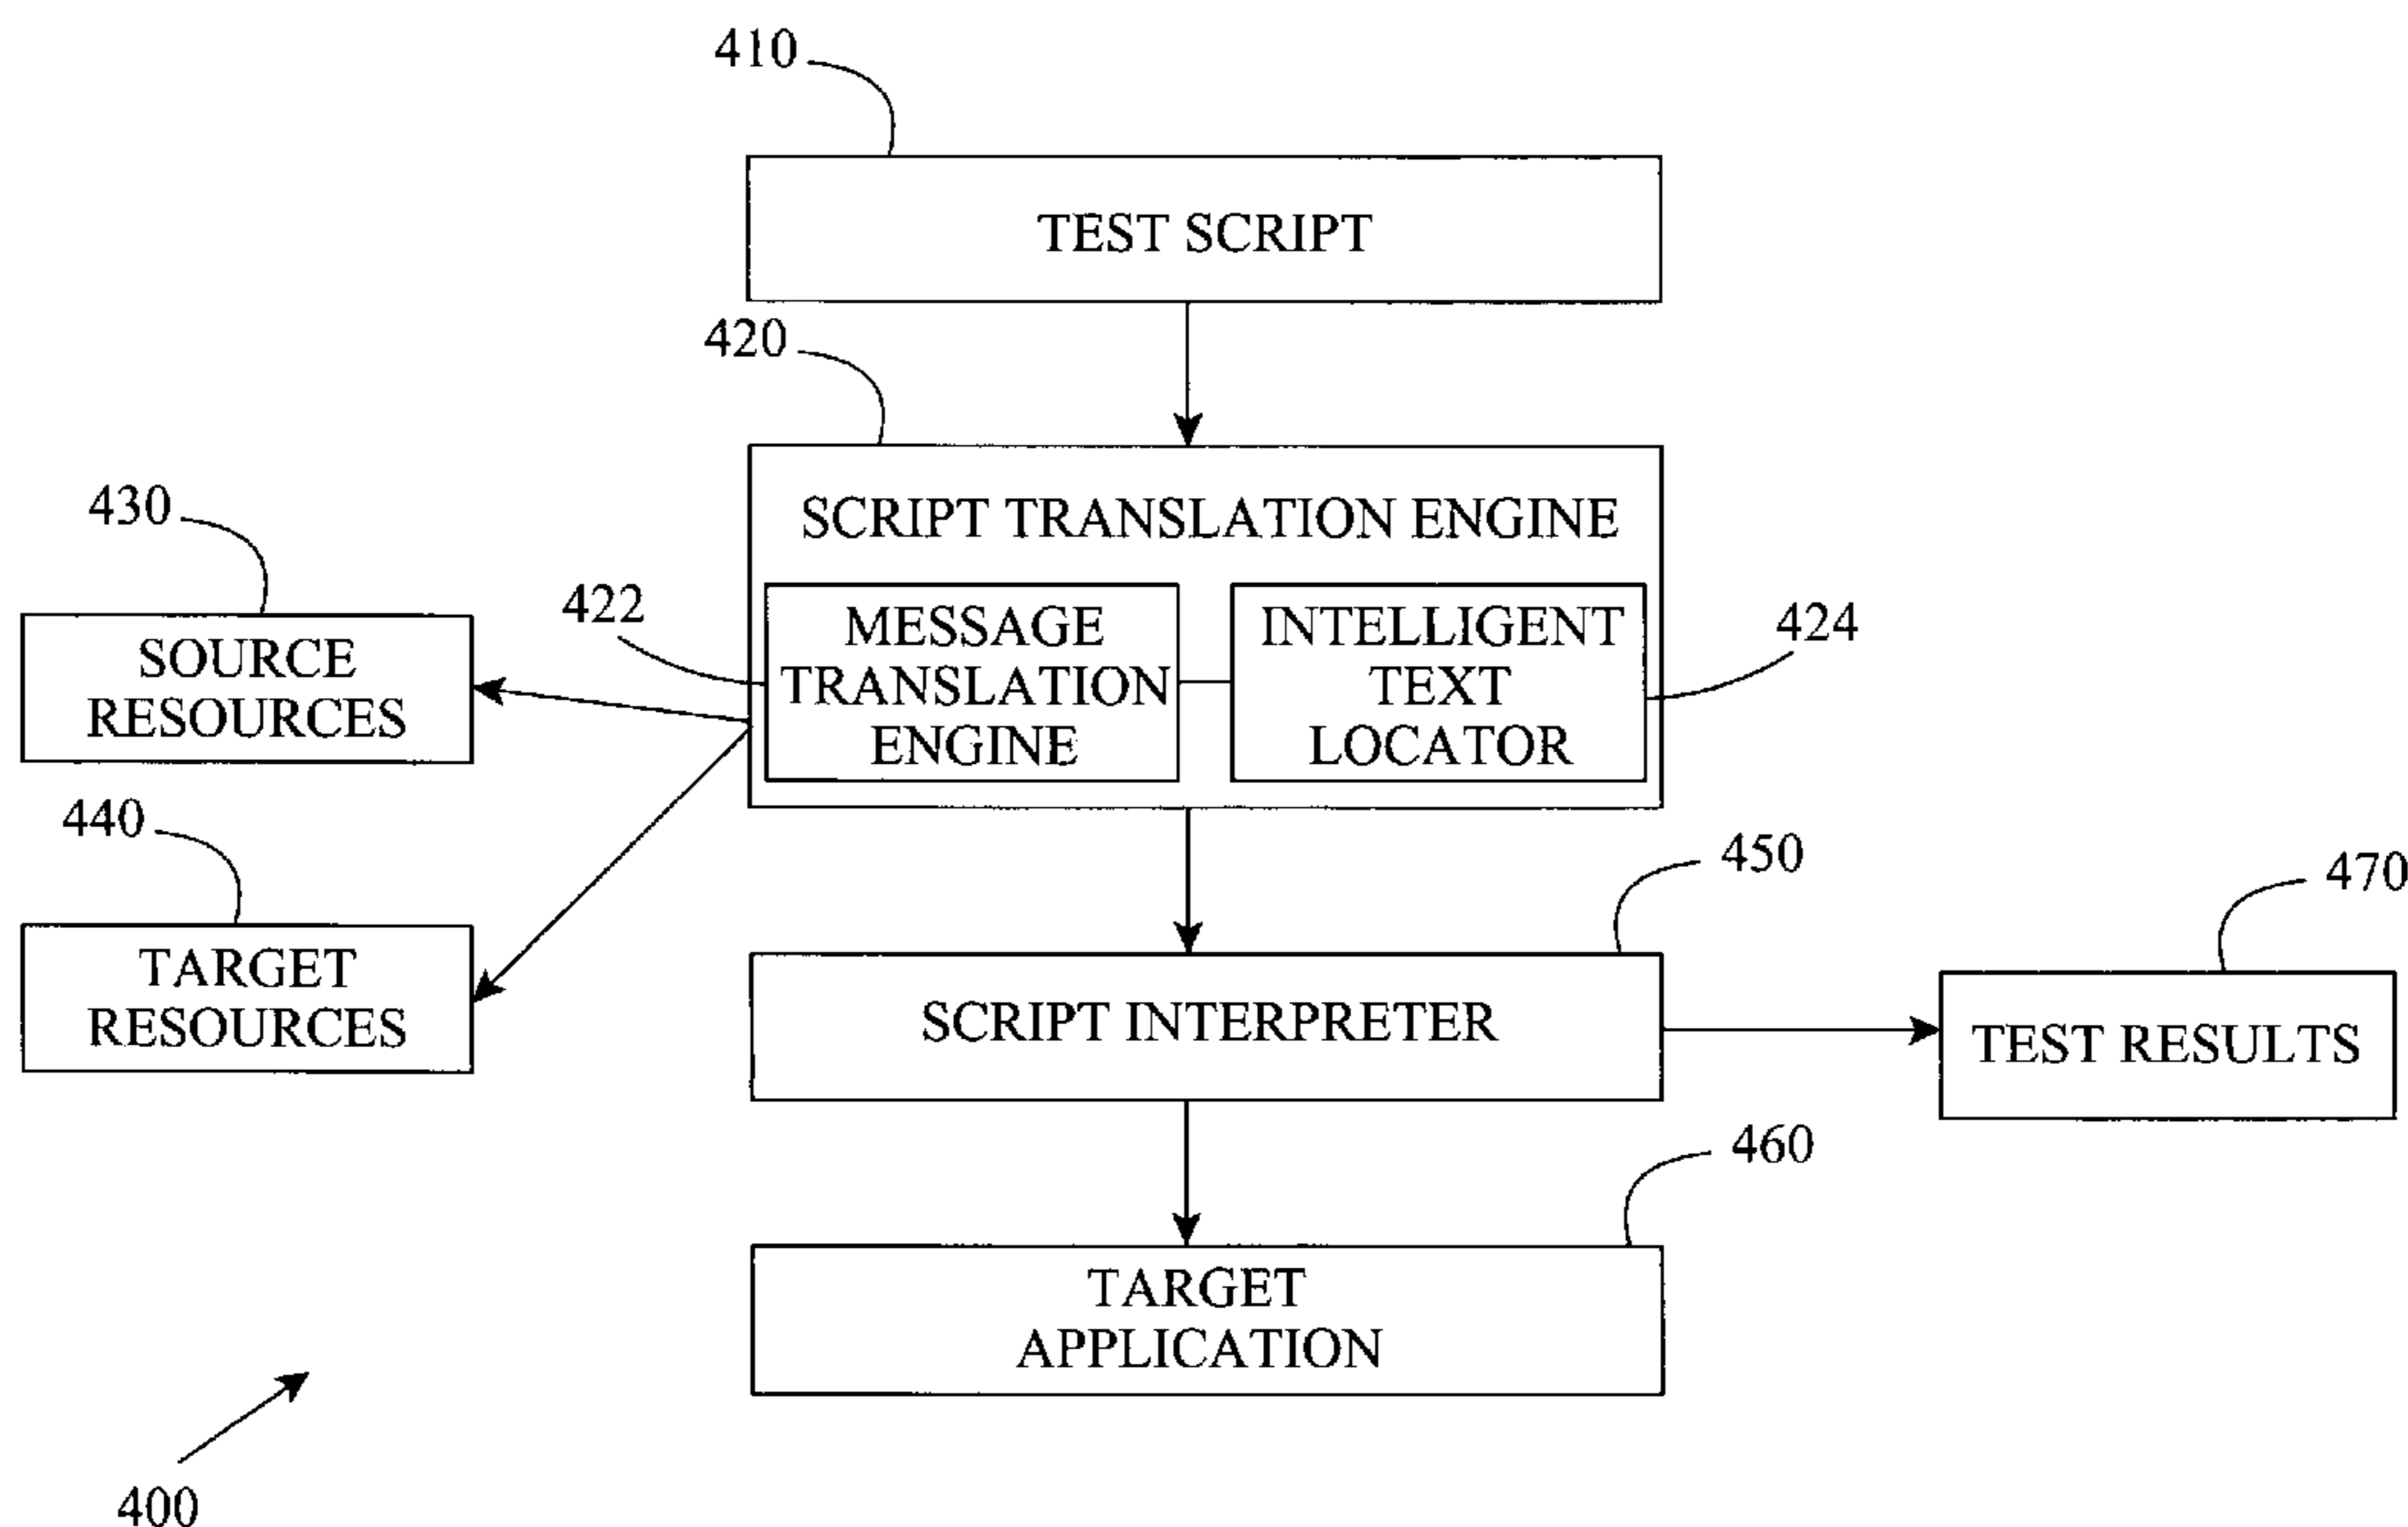 410
TEST SCRIPT
420
SCRIPT TRANSLATION ENGINE
430
422
MESSAGE
TRANSLATION
ENGINE
INTELLIGENT
TEXT
LOCATOR
424
SOURCE
RESOURCES
440
TARGET
RESOURCES
450
SCRIPT INTERPRETER
470
TEST RESULTS
460
TARGET
APPLICATION
400